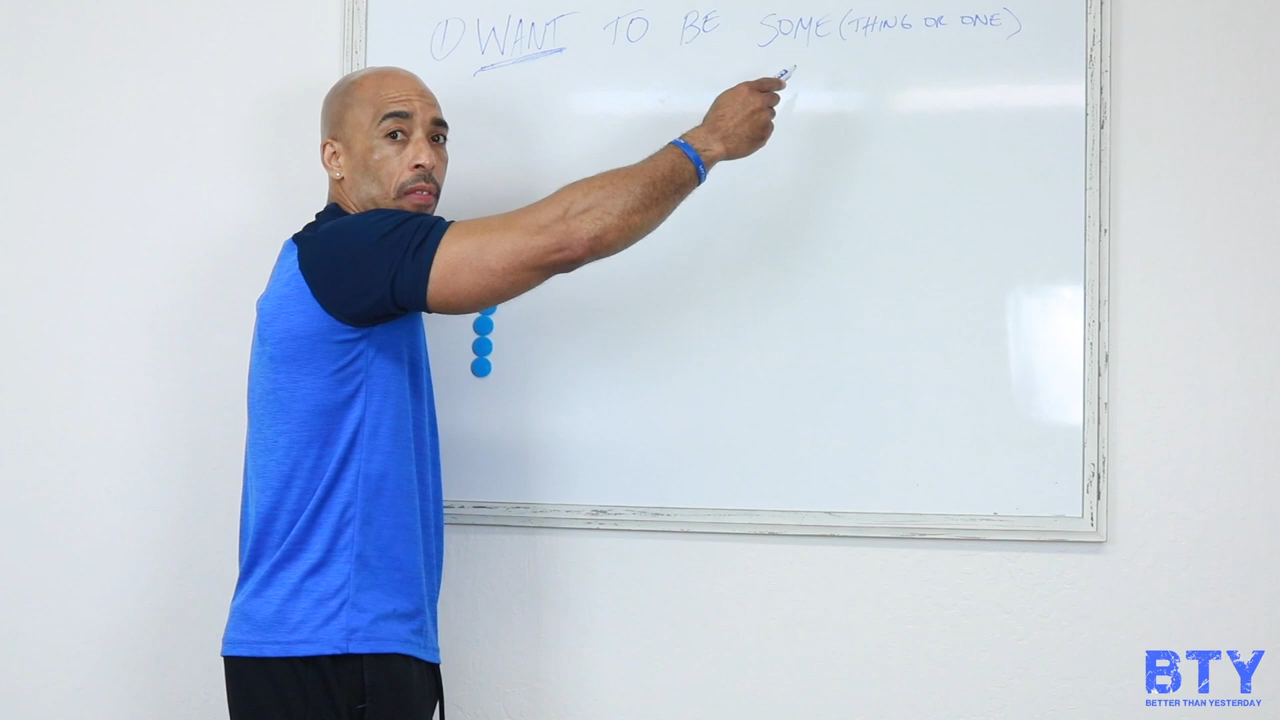 ① WANT TO BE SOME (THING OR ONE)
BTY
BETTER THAN YESTERDAY